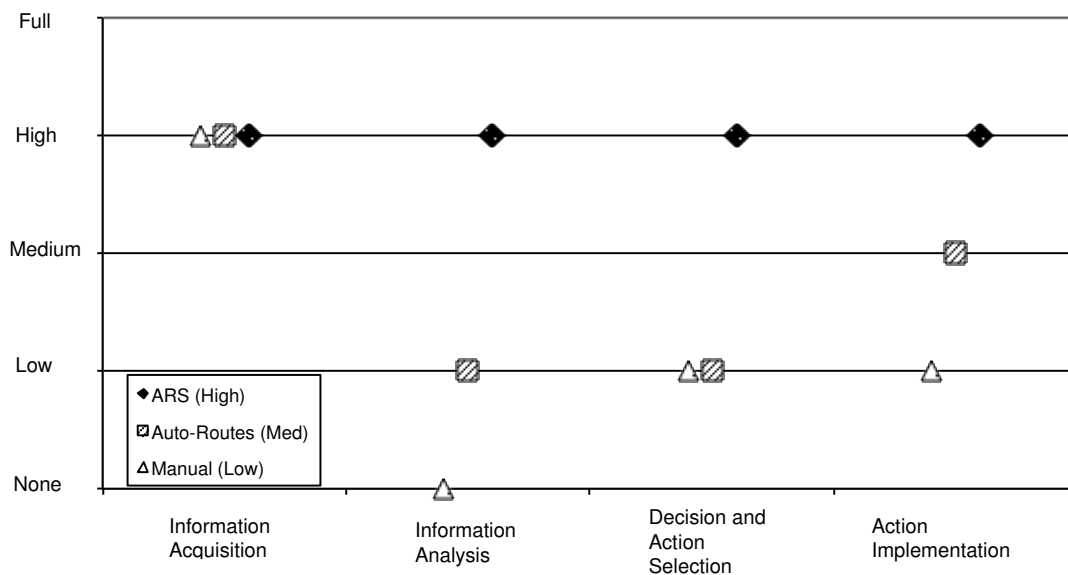 Full
High
Medium
Low
None
ARS (High)
Auto-Routes (Med)
Manual (Low)
Information
Acquisition
Information
Analysis
Decision and
Action
Selection
Action
Implementation